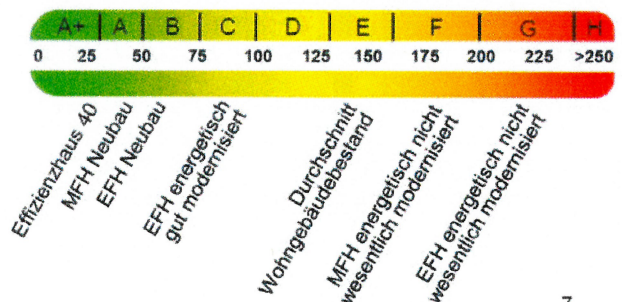 A+ A B C D E F G H
0 25 50 75 100 125 150 175 200 225 >250
Effizienzhaus 40
MFH Neubau
EFH Neubau
EFH energetisch
gut modernisiert
Durchschnitt
Wohngebäudebestand
MFH energetisch nicht
wesentlich modernisiert
EFH energetisch nicht
wesentlich modernisiert
7